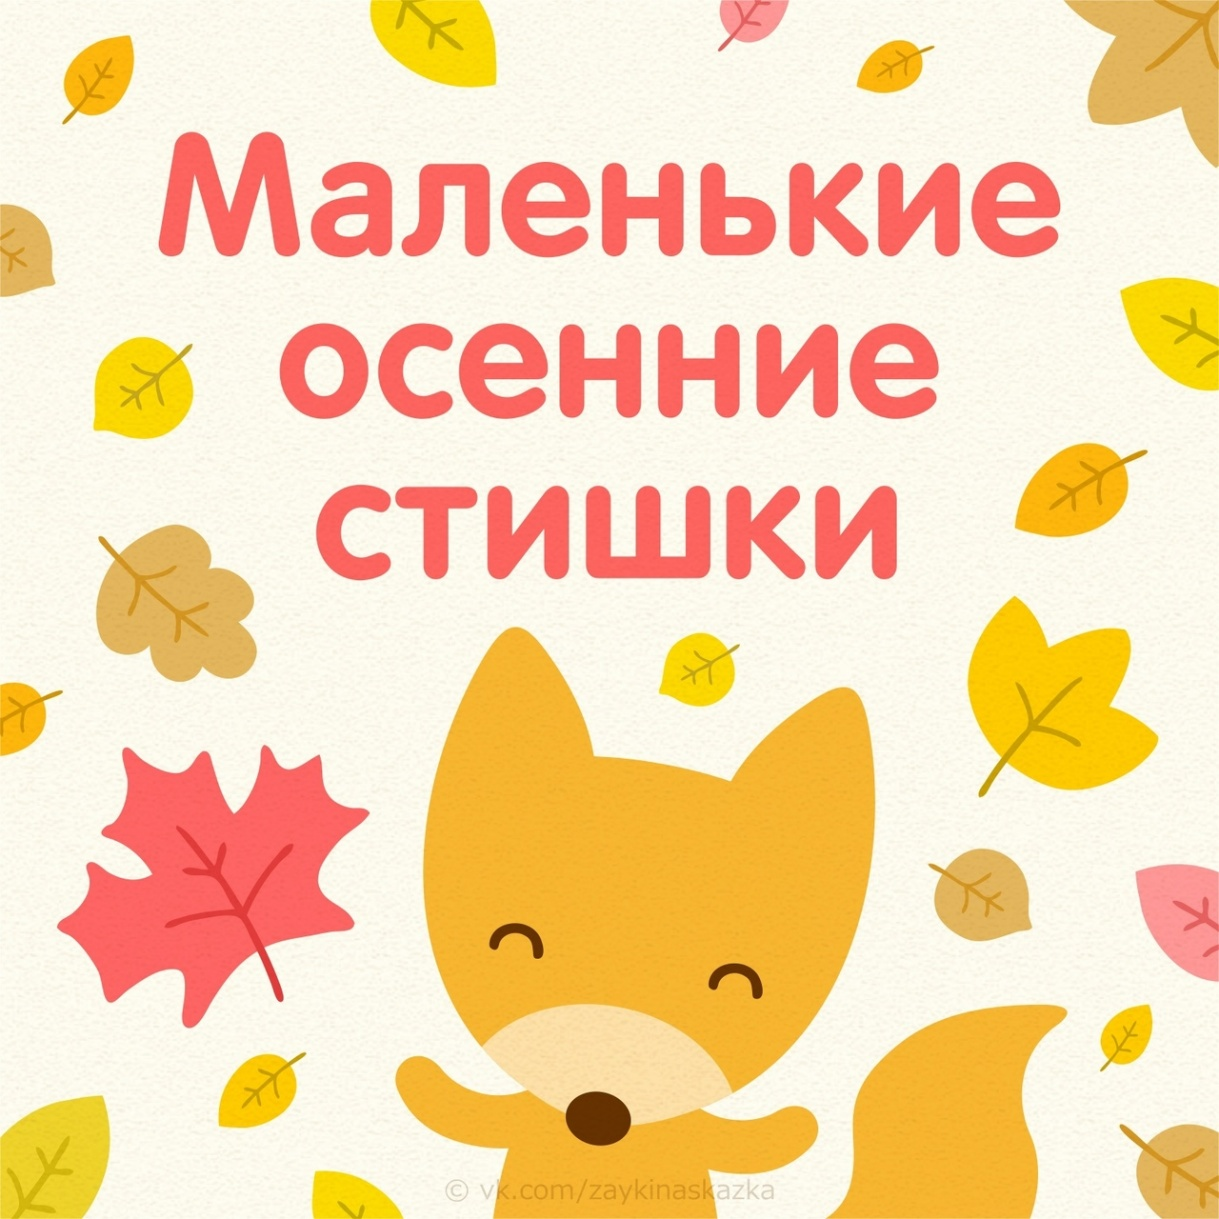 Маленькие
осенние
стишки
© vk.com/zaykinaskazka